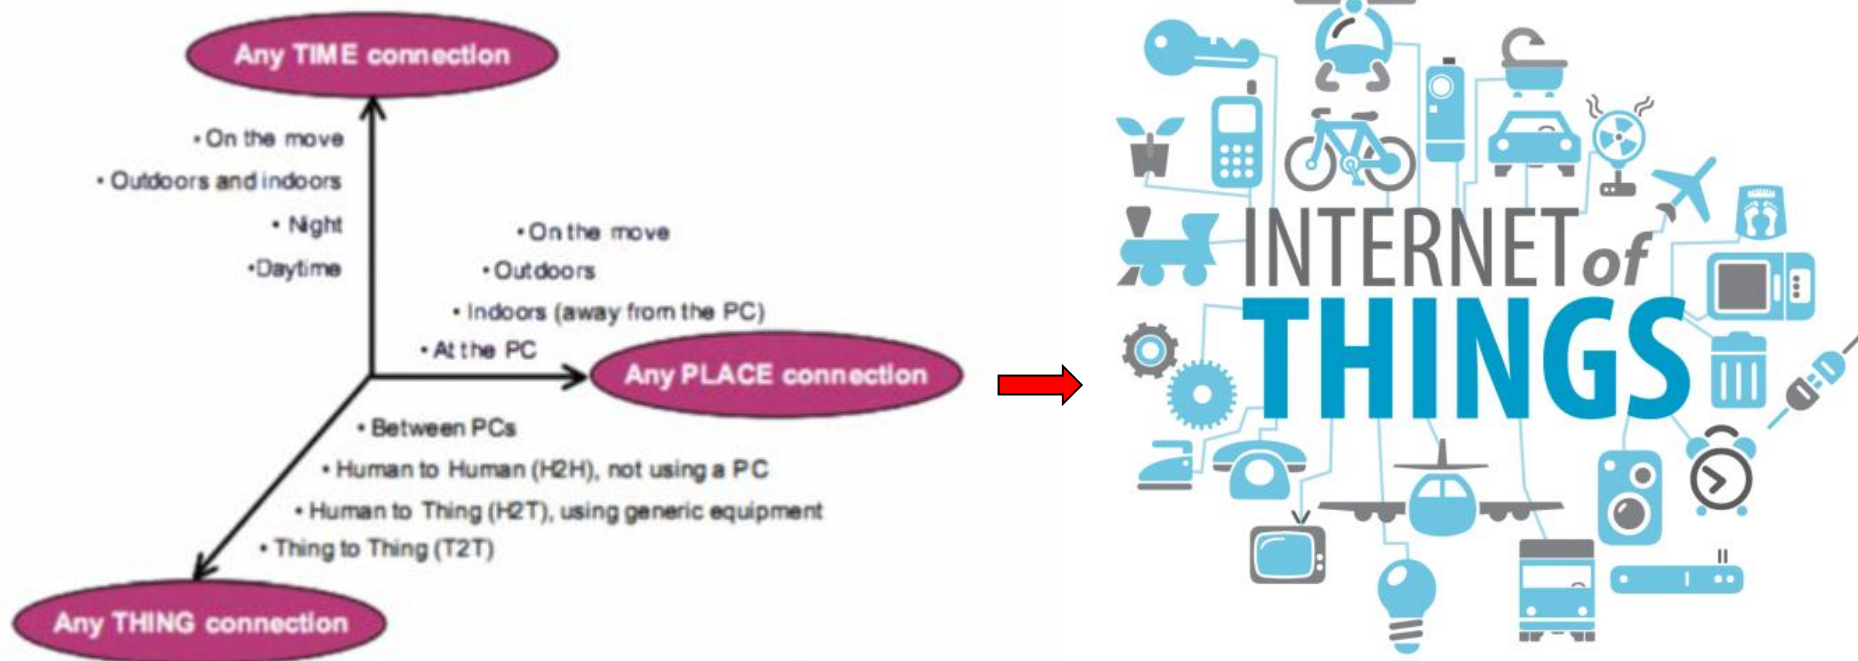 Any TIME connection
• On the move
• Outdoors and indoors
• Night
•Daytime
• On the move
• Outdoors
• Indoors (away from the PC)
• At the PC
Any PLACE connection
• Between PCs
• Human to Human (H2H), not using a PC
• Human to Thing (H2T), using generic equipment
• Thing to Thing (T2T)
Any THING connection
INTERNET of
THINGS